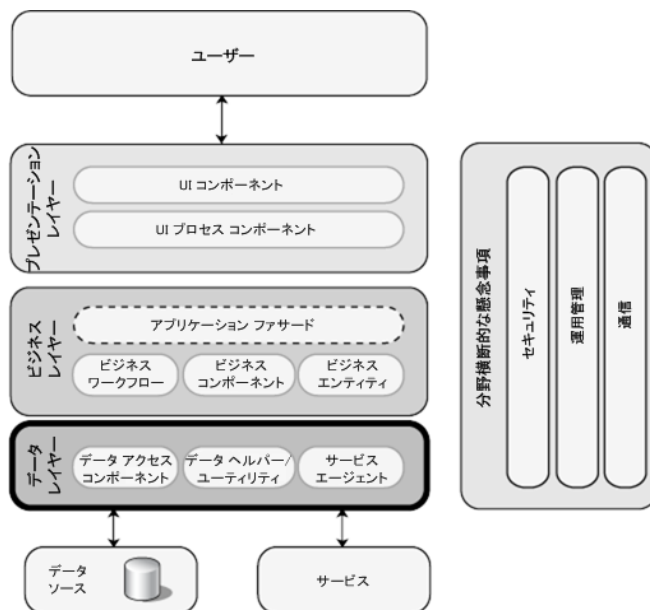 ユーザー
プレゼンテーション
レイヤー
UI コンポーネント
UI プロセス コンポーネント
ビジネス
レイヤー
アプリケーション ファサード
ビジネス
ワークフロー
ビジネス
コンポーネント
ビジネス
エンティティ
データ
レイヤー
データ アクセス
コンポーネント
データ ヘルパー/
ユーティリティ
サービス
エージェント
データ
ソース
サービス
分野横断的な懸念事項
セキュリティ
運用管理
通信